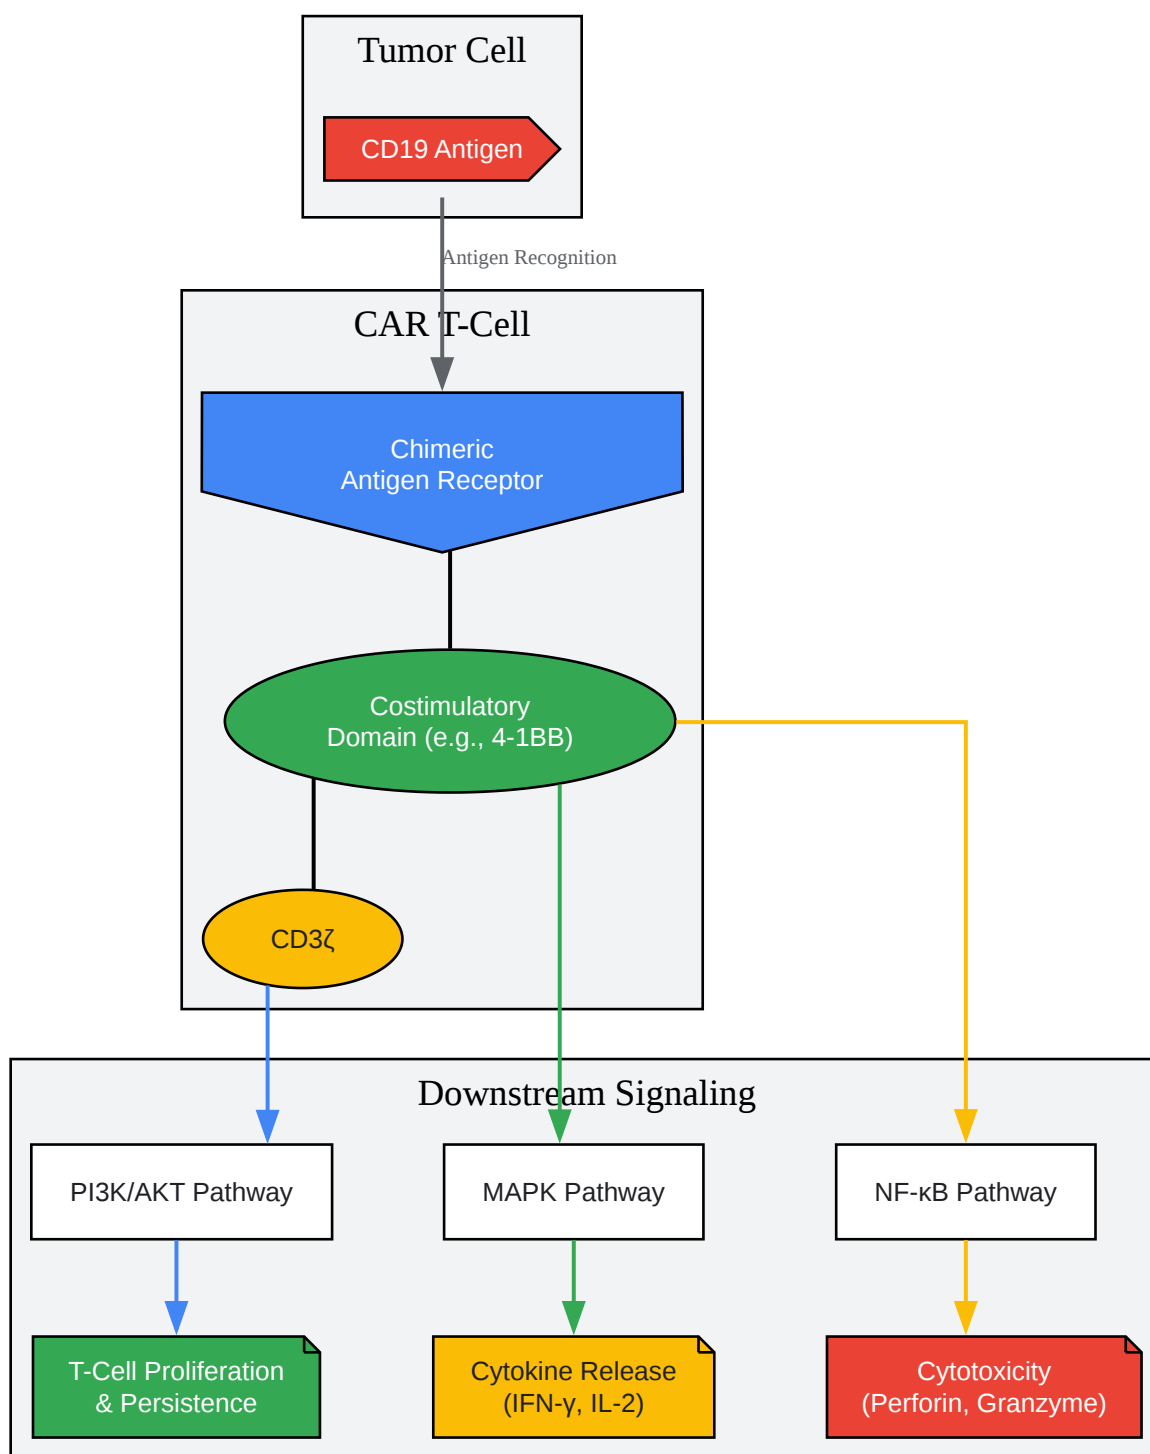 Tumor Cell
CD19 Antigen
Antigen Recognition
CAR T-Cell
Chimeric
Antigen Receptor
Costimulatory
Domain (e.g., 4-1BB)
CD3ζ
Downstream Signaling
PI3K/AKT Pathway
MAPK Pathway
NF-κB Pathway
T-Cell Proliferation
& Persistence
Cytokine Release
(IFN-γ, IL-2)
Cytotoxicity
(Perforin, Granzyme)